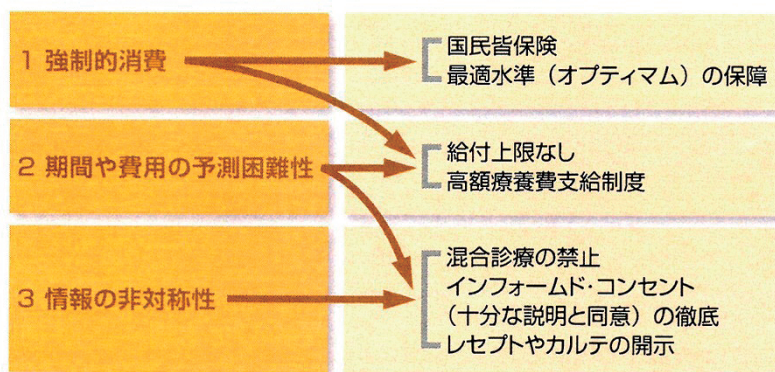 1 強制的消費
国民皆保険
最適水準（オプティマム）の保障
2 期間や費用の予測困難性
給付上限なし
高額療養費支給制度
3 情報の非対称性
混合診療の禁止
インフォームド・コンセント
（十分な説明と同意）の徹底
レセプトやカルテの開示